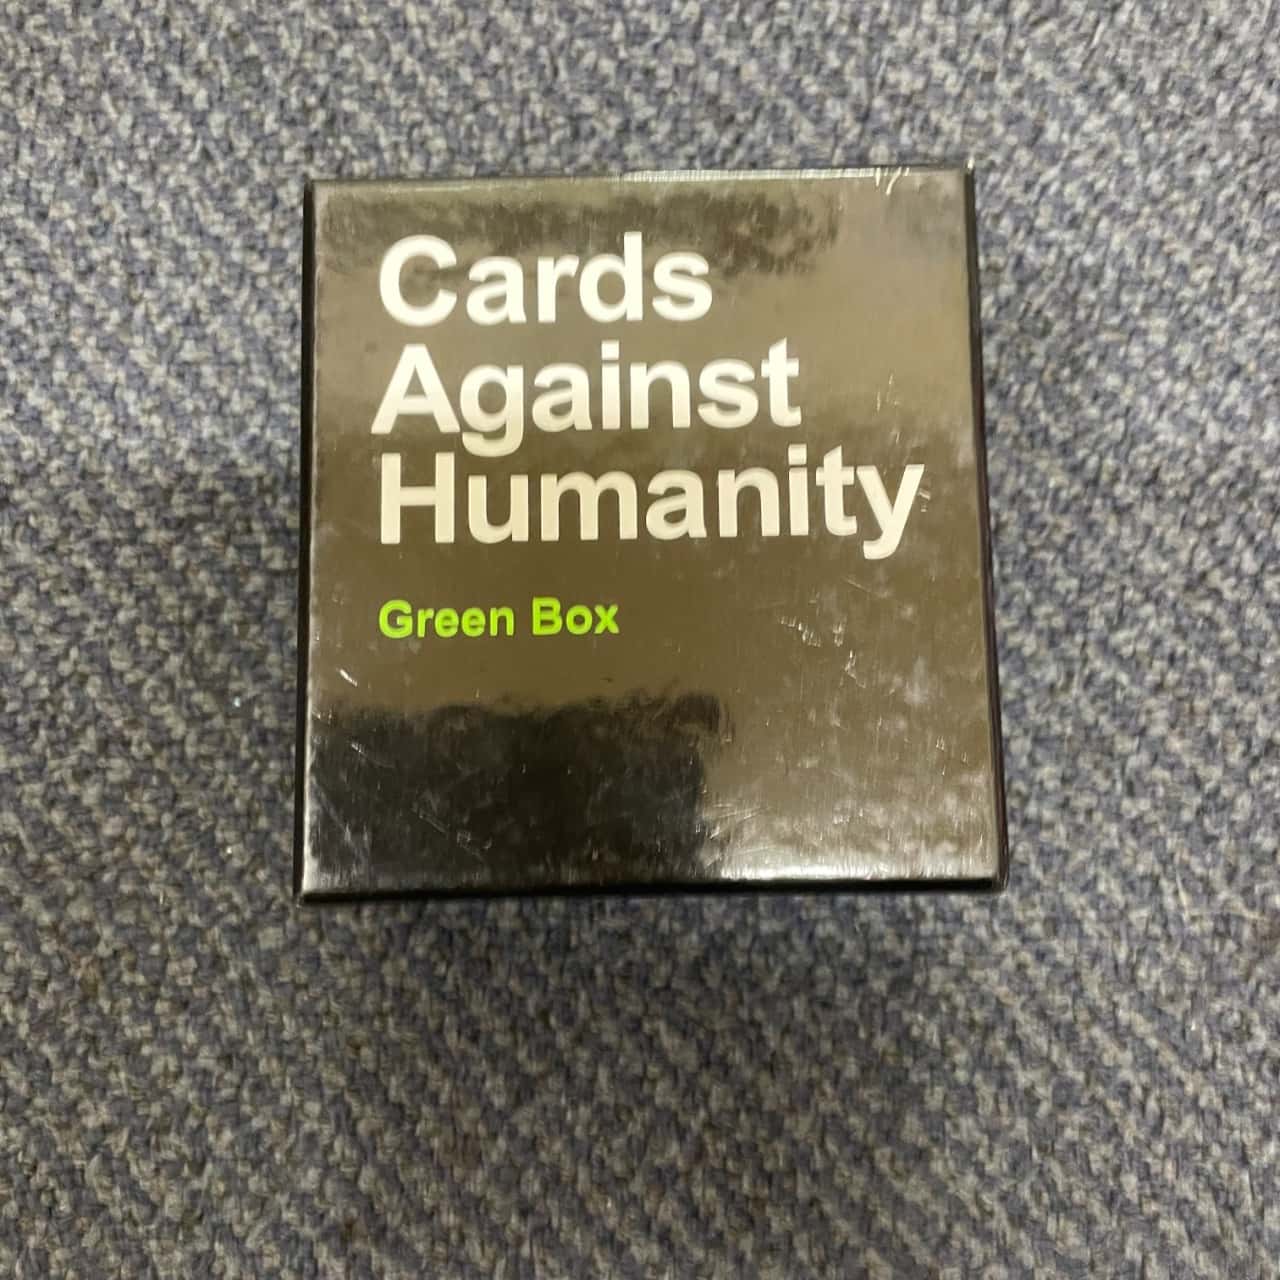 Cards
Against
Humanity
Green Box